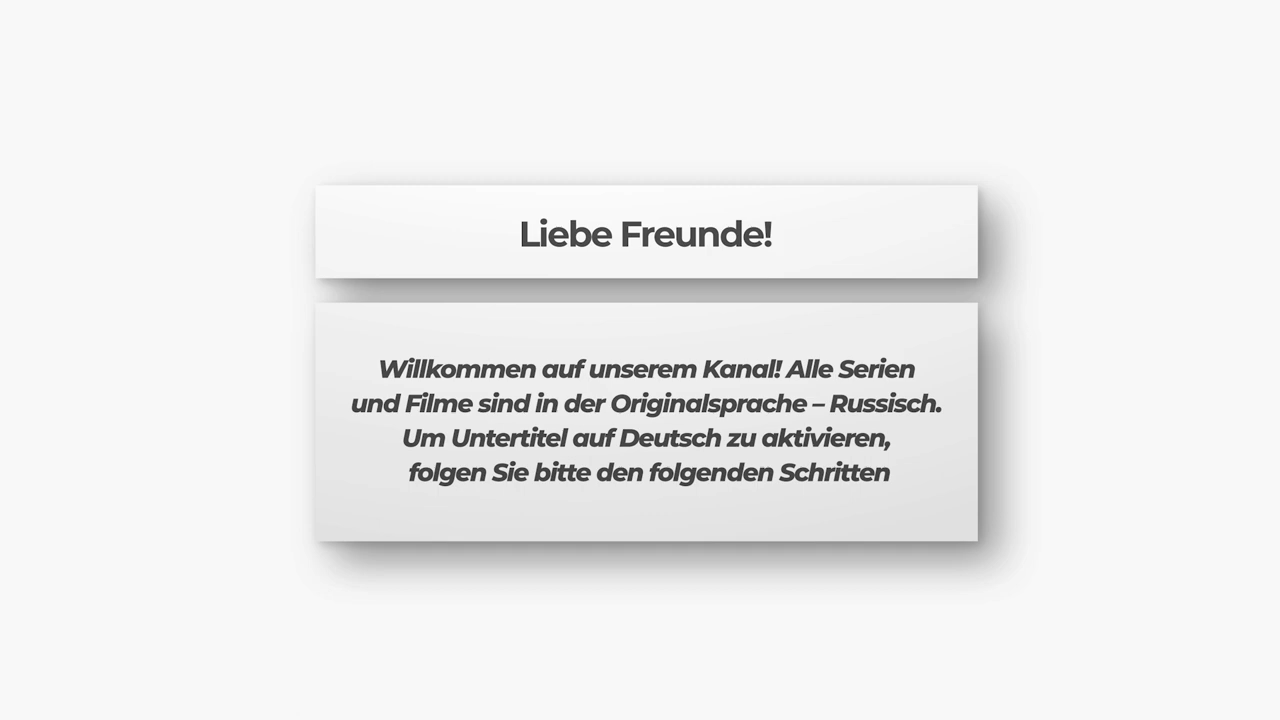 Liebe Freunde!
Willkommen auf unserem Kanal! Alle Serien
und Filme sind in der Originalsprache – Russisch.
Um Untertitel auf Deutsch zu aktivieren,
folgen Sie bitte den folgenden Schritten